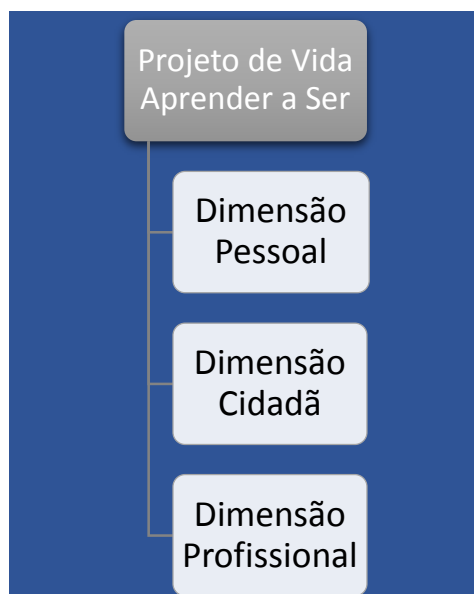 Projeto de Vida
Aprender a Ser
Dimensão
Pessoal
Dimensão
Cidadã
Dimensão
Profissional